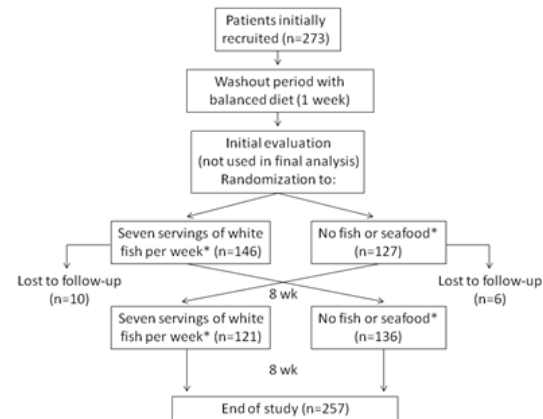 Patients initially
recruited (n=273)
Washout period with
balanced diet (1 week)
Initial evaluation
(not used in final analysis)
Randomization to:
Seven servings of white
fish per week* (n=146)
No fish or seafood*
(n=127)
Lost to follow-up
(n=10)
Lost to follow-up
(n=6)
8 wk
Seven servings of white
fish per week* (n=121)
No fish or seafood*
(n=136)
8 wk
End of study (n=257)